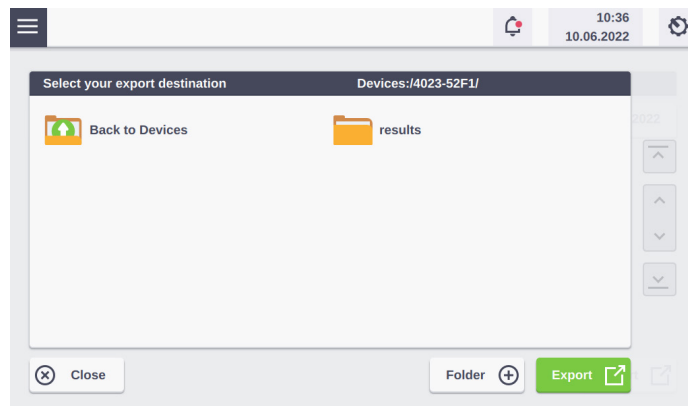 10:36
10.06.2022
Select your export destination Devices:/4023-52F1/
Back to Devices results
2022
Close Folder Export